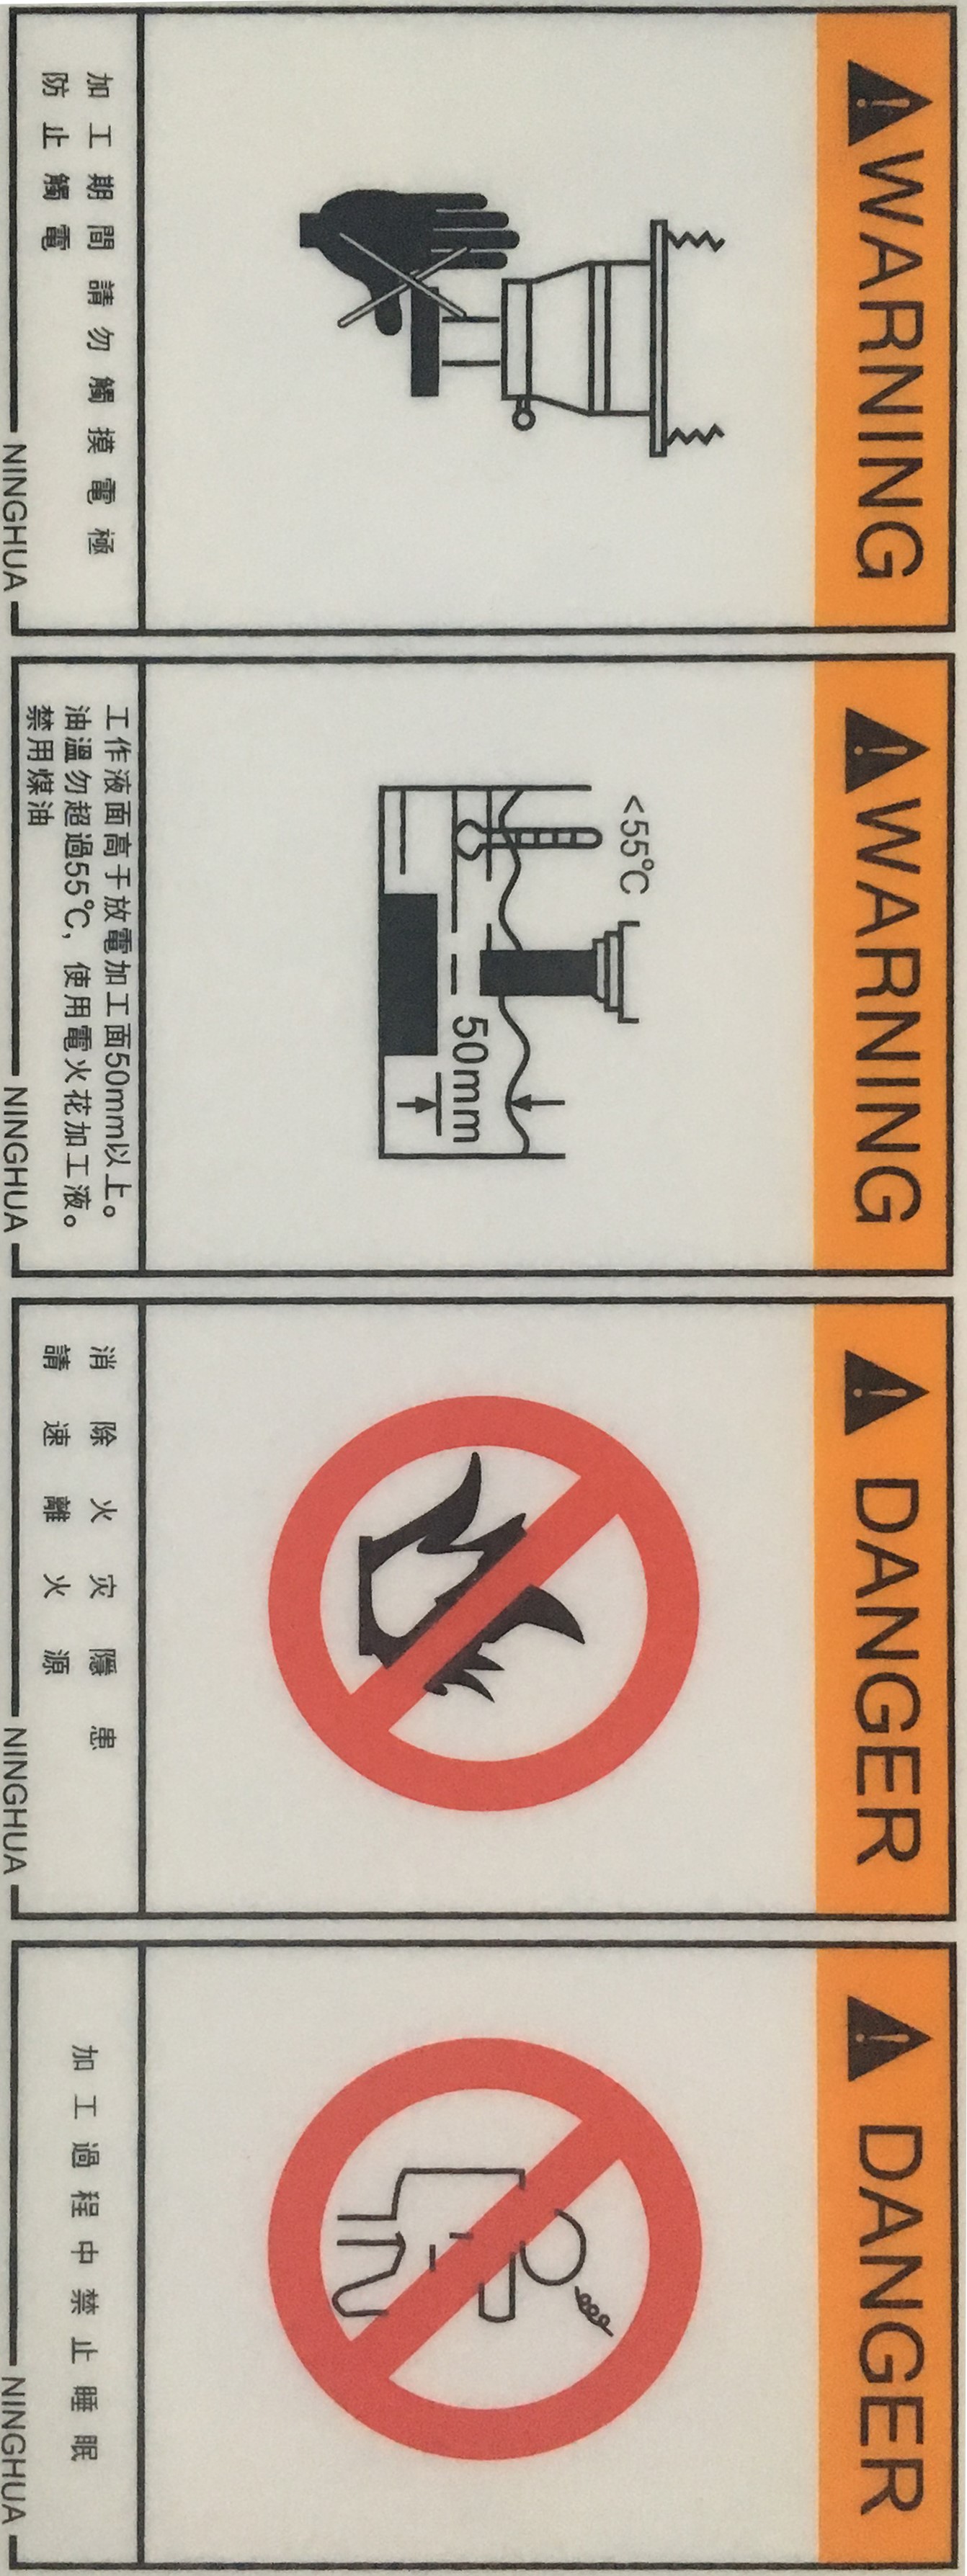 WARNING
加工期間請勿觸摸電極
防止觸電
NINGHUA
WARNING
<55℃
50mm
工作液面高于放電加工面50mm以上。
油溫勿超過55℃，使用電火花加工液。
禁用煤油
NINGHUA
DANGER
消除火灾隱患
請速離火源
NINGHUA
DANGER
加工過程中禁止睡眠
NINGHUA